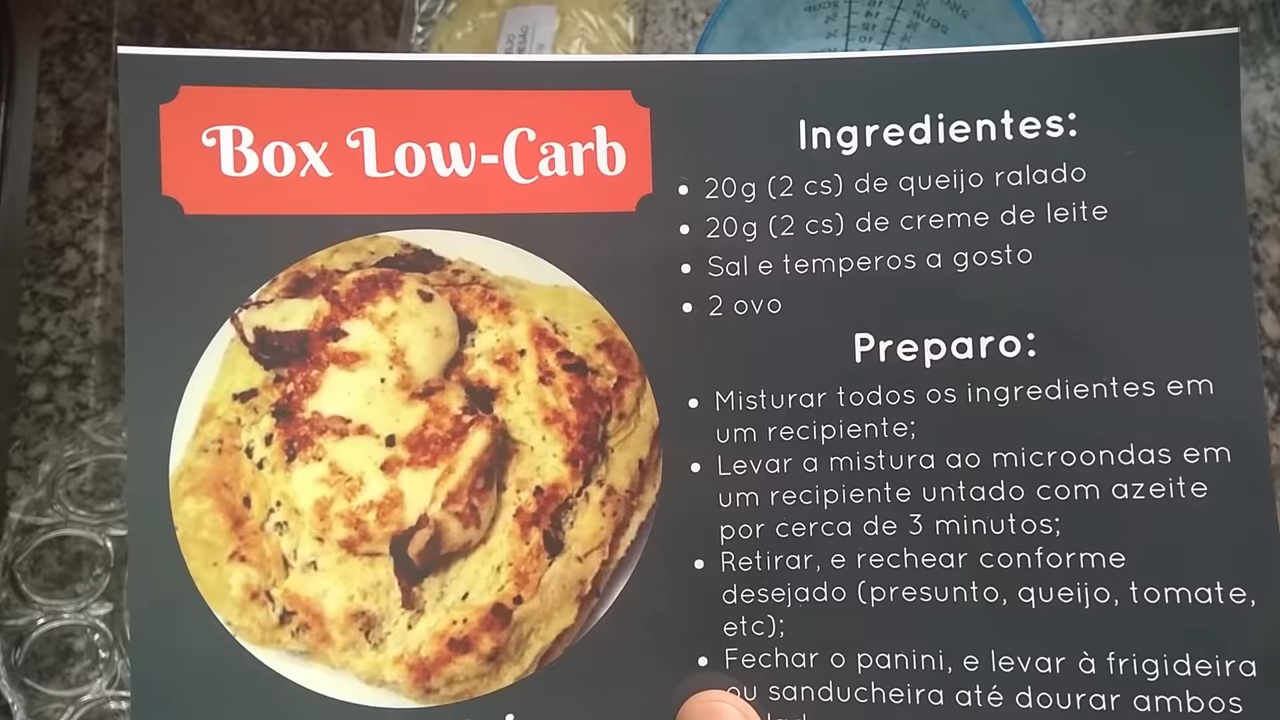 Box Low-Carb
Ingredientes:
• 20g (2 cs) de queijo ralado
• 20g (2 cs) de creme de leite
• Sal e temperos a gosto
• 2 ovo
Preparo:
• Misturar todos os ingredientes em
um recipiente;
• Levar a mistura ao microondas em
um recipiente untado com azeite
por cerca de 3 minutos;
• Retirar, e rechear conforme
desejado (presunto, queijo, tomate,
etc);
• Fechar o panini, e levar à frigideira
ou sanducheira até dourar ambos